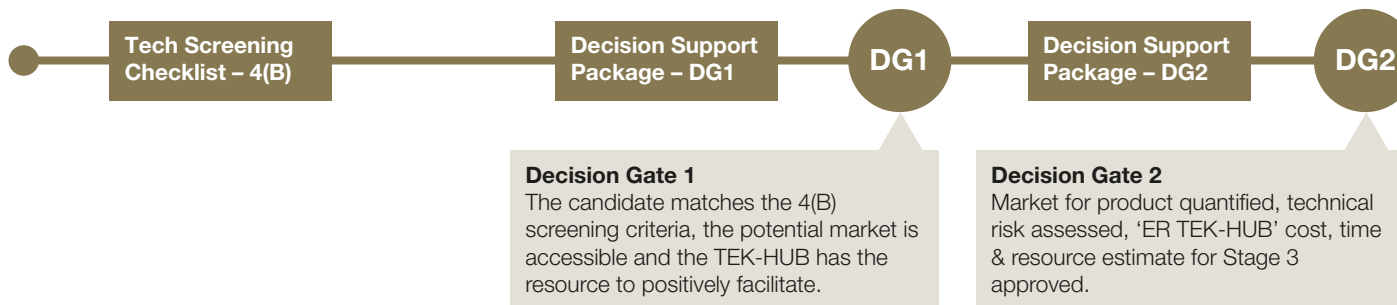 Tech Screening
Checklist – 4(B)
Decision Support
Package – DG1
DG1
Decision Support
Package – DG2
DG2
Decision Gate 1
The candidate matches the 4(B)
screening criteria, the potential market is
accessible and the TEK-HUB has the
resource to positively facilitate.
Decision Gate 2
Market for product quantified, technical
risk assessed, ‘ER TEK-HUB’ cost, time
& resource estimate for Stage 3
approved.